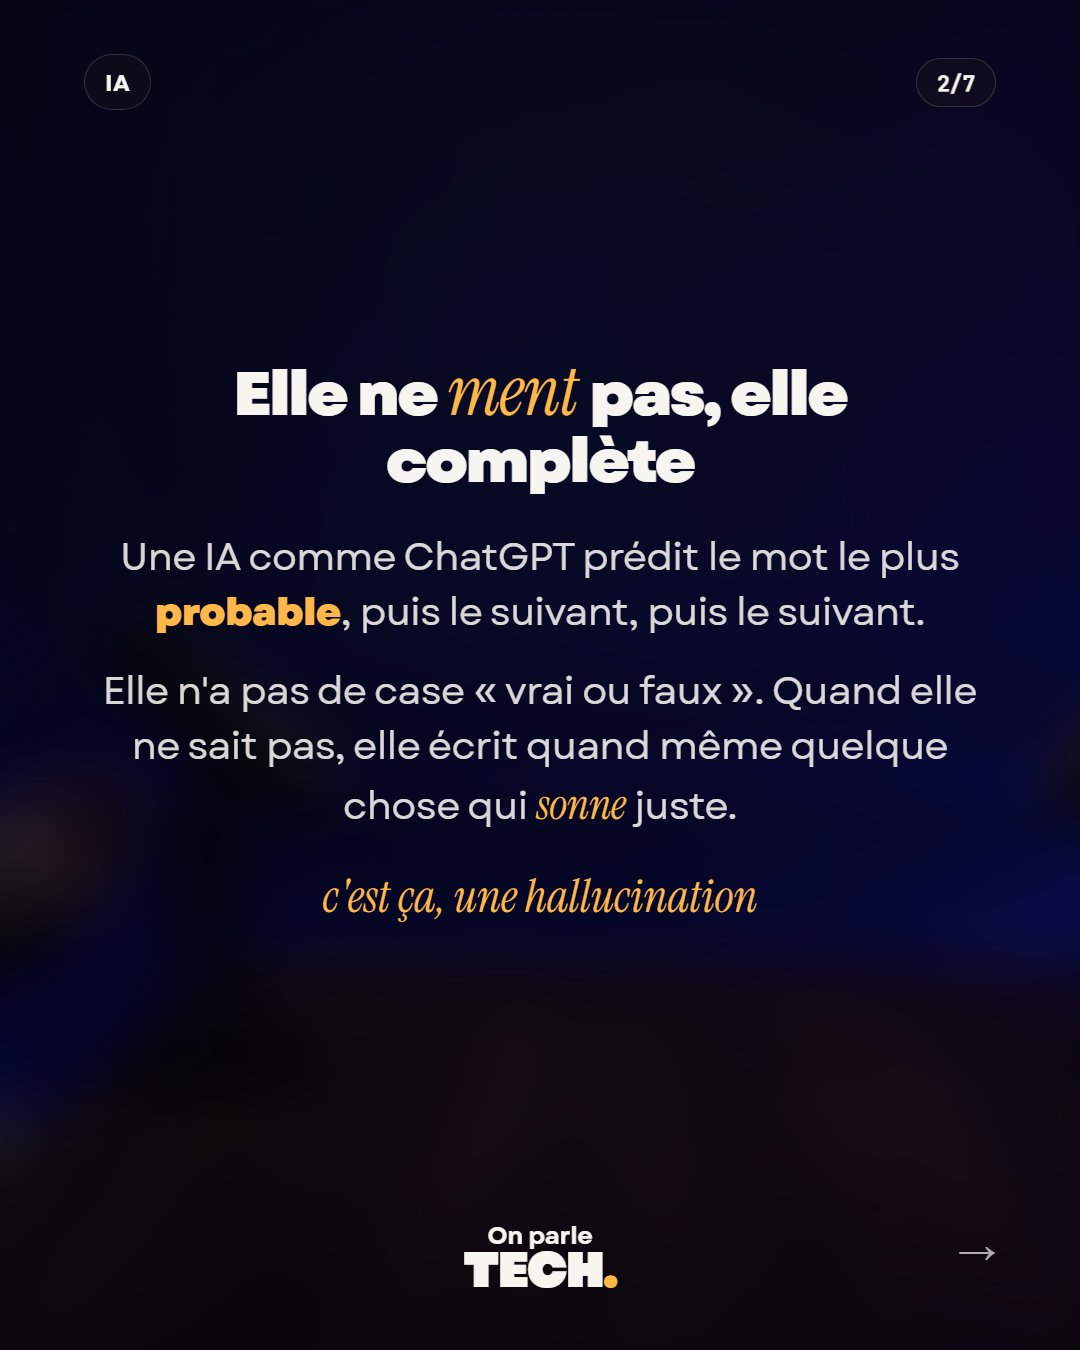 IA
2/7
Elle ne ment pas, elle
complète
Une IA comme ChatGPT prédit le mot le plus
probable, puis le suivant, puis le suivant.
Elle n'a pas de case « vrai ou faux ». Quand elle
ne sait pas, elle écrit quand même quelque
chose qui sonne juste.
c'est ça, une hallucination
On parle
TECH.
→